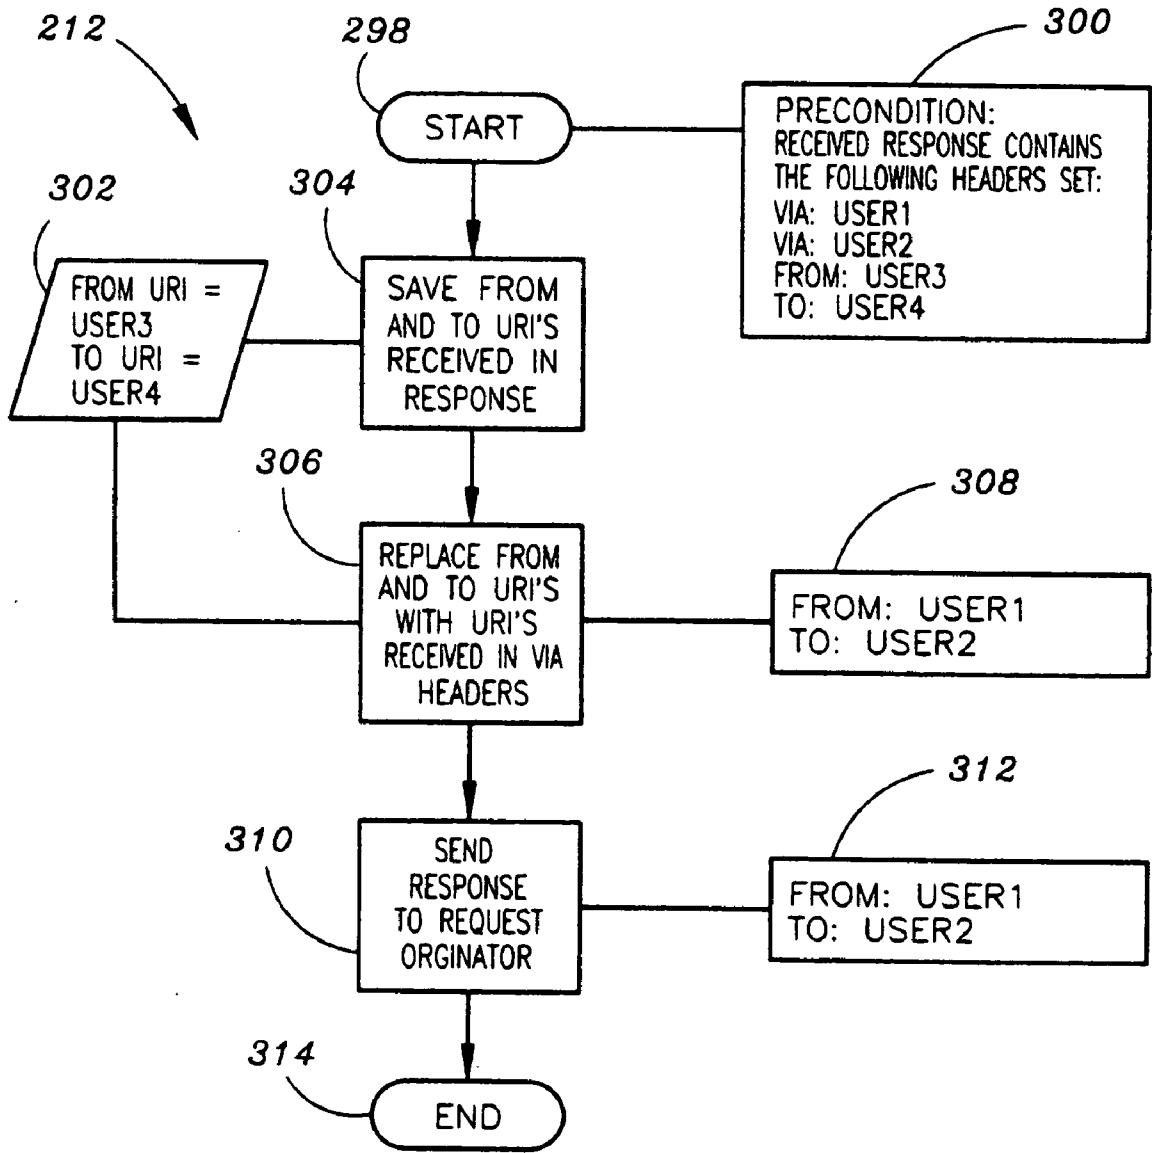 212
298
300
START
PRECONDITION:
RECEIVED RESPONSE CONTAINS
THE FOLLOWING HEADERS SET:
VIA: USER1
VIA: USER2
FROM: USER3
TO: USER4
302
304
FROM URI =
USER3
TO URI =
USER4
SAVE FROM
AND TO URI'S
RECEIVED IN
RESPONSE
306
308
REPLACE FROM
AND TO URI'S
WITH URI'S
RECEIVED IN VIA
HEADERS
FROM: USER1
TO: USER2
310
312
SEND
RESPONSE
TO REQUEST
ORGINATOR
FROM: USER1
TO: USER2
314
END